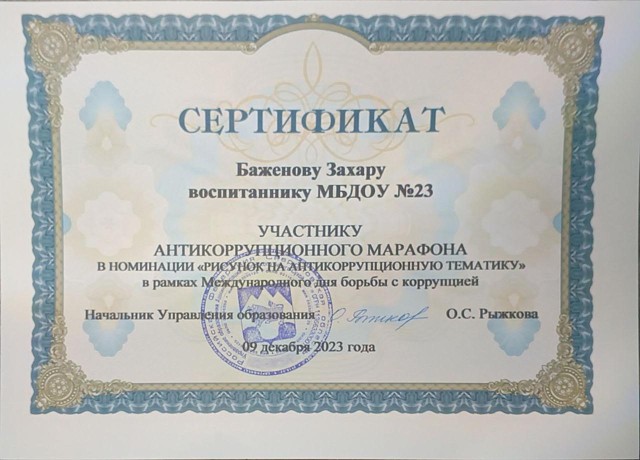 СЕРТИФИКАТ
Баженову Захару
воспитаннику МБДОУ №23
УЧАСТНИКУ
АНТИКОРРУПЦИОННОГО МАРАФОНА
В НОМИНАЦИИ «РИСУНОК НА АНТИКОРРУПЦИОННУЮ ТЕМАТИКУ»
в рамках Международного дня борьбы с коррупцией
Начальник Управления образования О.С. Рыжкова
09 декабря 2023 года